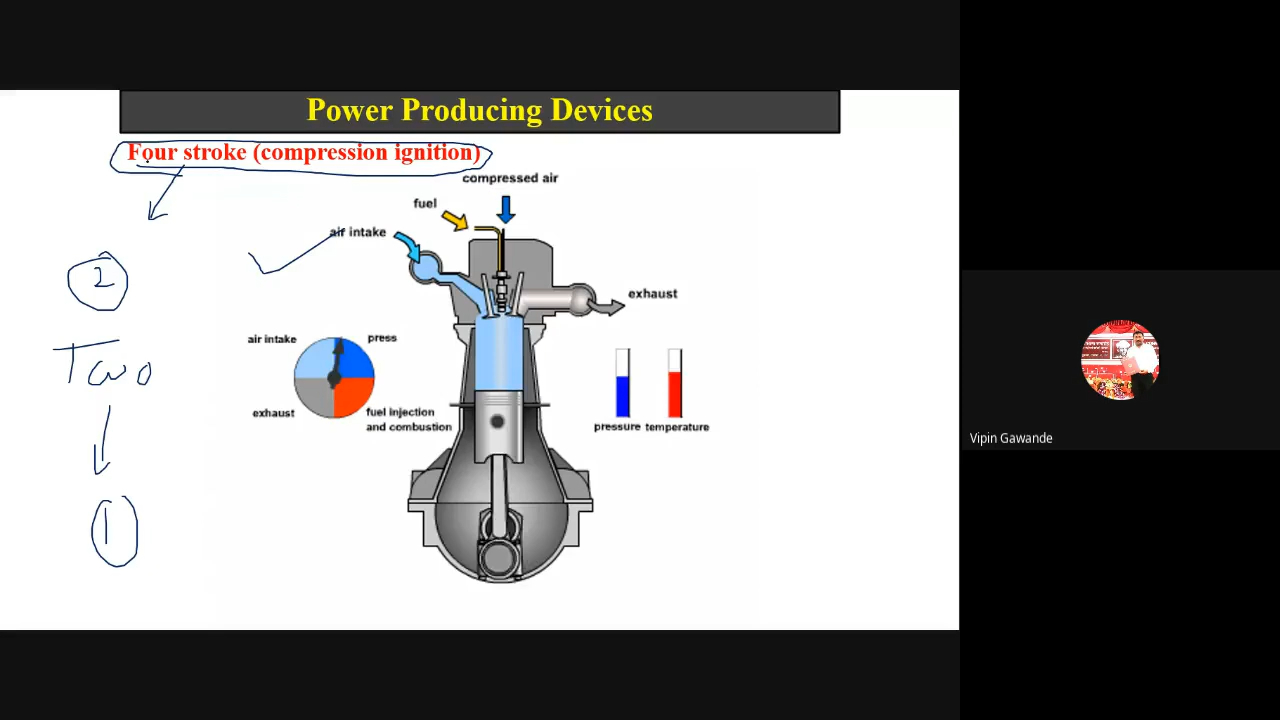 Power Producing Devices
Four stroke (compression ignition)
compressed air
fuel
air intake
exhaust
2
Two
1
air intake
press
exhaust
fuel injection
and combustion
pressure
temperature
Vipin Gawande